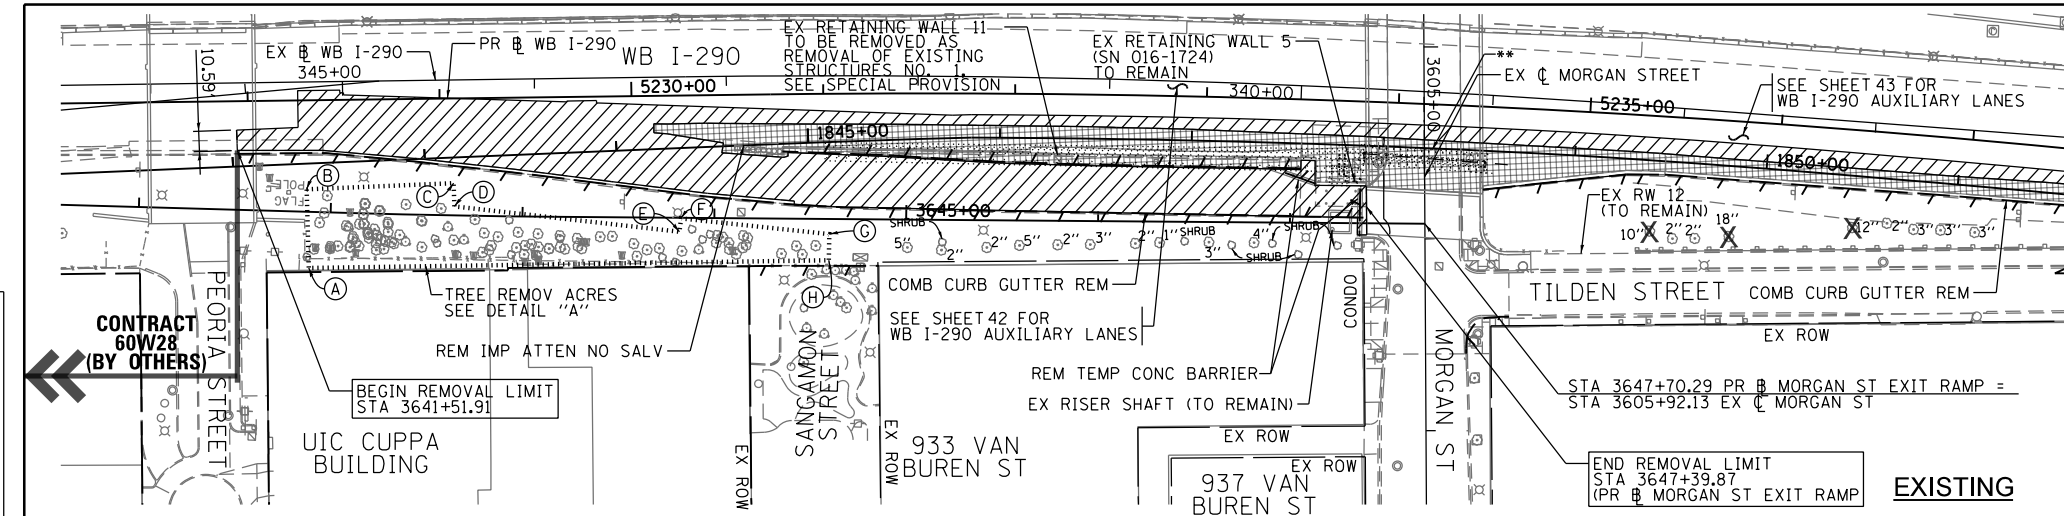 EX RETAINING WALL 11
TO BE REMOVED AS
REMOVAL OF EXISTING
STRUCTURES NO. 1.
SEE SPECIAL PROVISION
10.59'
EX ⅊ WB I-290
345+00
PR ⅊ WB I-290
WB I-290
5230+00
EX RETAINING WALL 5
(SN 016-1724)
TO REMAIN
340+00
3605+00
**
EX ℄ MORGAN STREET
5235+00
SEE SHEET 43 FOR
WB I-290 AUXILIARY LANES
1845+00
1850+00
FLAG
POLE
B
C
D
E
F
G
3645+00
SHRUB
5"
2"
2"
5"
2"
3"
2"
1"
SHRUB
3"
4"
SHRUB
SHRUB
EX RW 12
(TO REMAIN)
10"
2"
2"
18"
12"
2"
3"
3"
3"
A
H
TREE REMOV ACRES
SEE DETAIL "A"
REM IMP ATTEN NO SALV
COMB CURB GUTTER REM
SEE SHEET 42 FOR
WB I-290 AUXILIARY LANES
REM TEMP CONC BARRIER
EX RISER SHAFT (TO REMAIN)
CONDO
TILDEN STREET
COMB CURB GUTTER REM
EX ROW
CONTRACT
60W28
(BY OTHERS)
PEORIA STREET
BEGIN REMOVAL LIMIT
STA 3641+51.91
UIC CUPPA
BUILDING
EX ROW
SANGAMON
STREET
EX ROW
933 VAN
BUREN ST
EX ROW
EX ROW
937 VAN
BUREN ST
MORGAN ST
STA 3647+70.29 PR B MORGAN ST EXIT RAMP =
STA 3605+92.13 EX ℄ MORGAN ST
END REMOVAL LIMIT
STA 3647+39.87
(PR B MORGAN ST EXIT RAMP
EXISTING